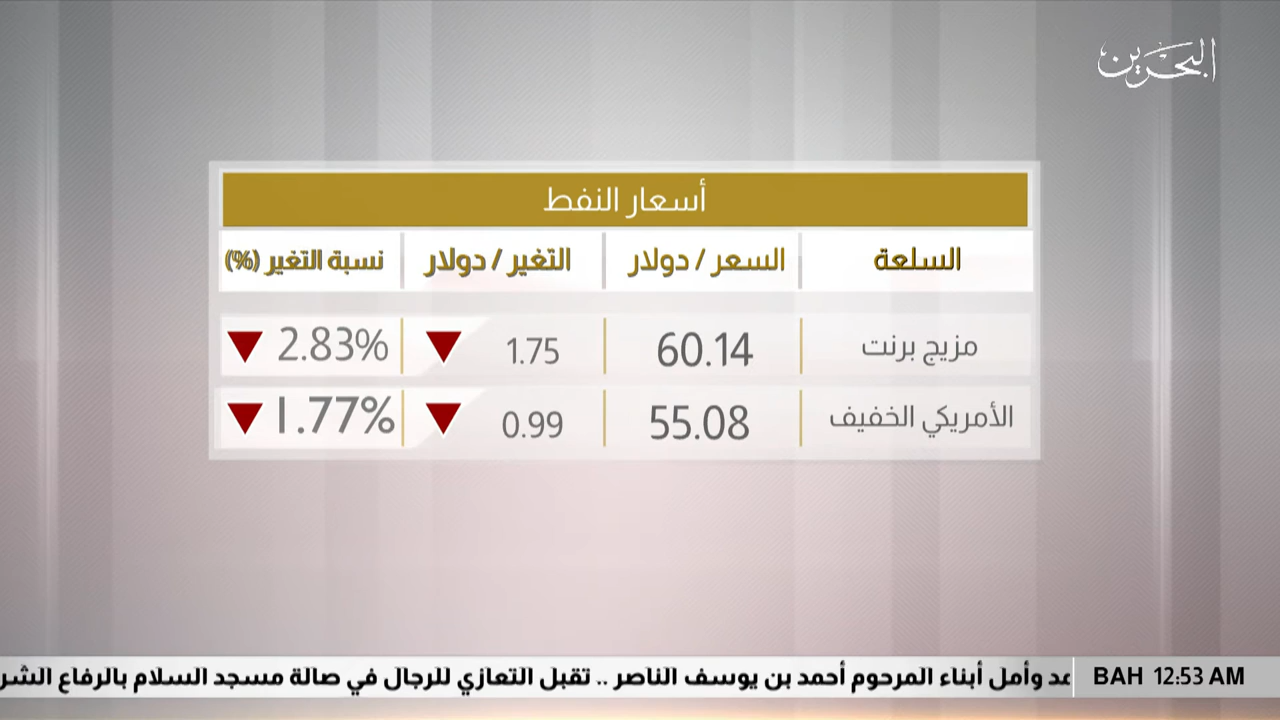 البحرين
أسعار النفط
السلعة السعر / دولار التغير / دولار نسبة التغير (%)
مزيج برنت 60.14 1.75 2.83%
الأمريكي الخفيف 55.08 0.99 1.77%
وأمل أبناء المرحوم أحمد بن يوسف الناصر .. تقبل التعازي للرجال في صالة مسجد السلام بالرفاع
BAH 12:53 AM